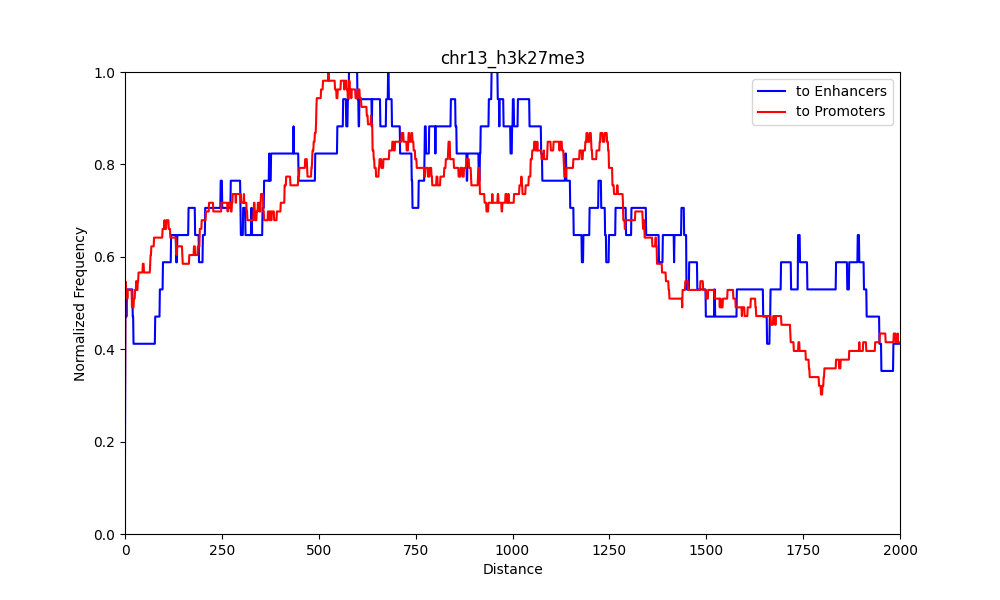 chr13_h3k27me3
to Enhancers
to Promoters
Normalized Frequency
1.0
0.8
0.6
0.4
0.2
0.0
0 250 500 750 1000 1250 1500 1750 2000
Distance